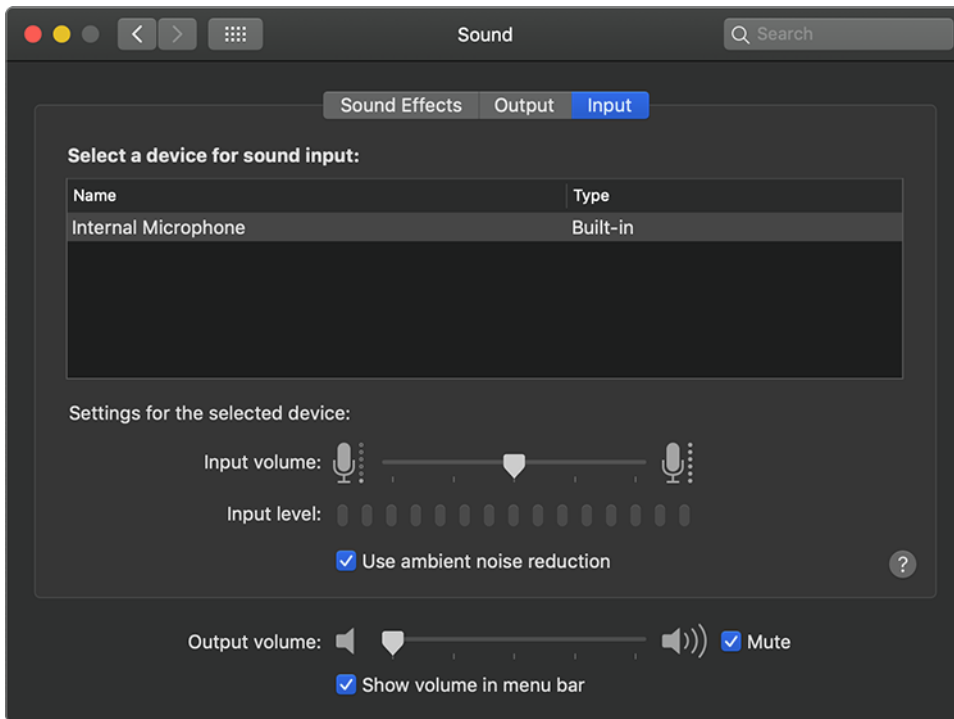 Sound
Search
Sound Effects Output Input
Select a device for sound input:
Name Type
Internal Microphone Built-in
Settings for the selected device:
Input volume:
Input level:
Use ambient noise reduction ?
Output volume: Mute
Show volume in menu bar